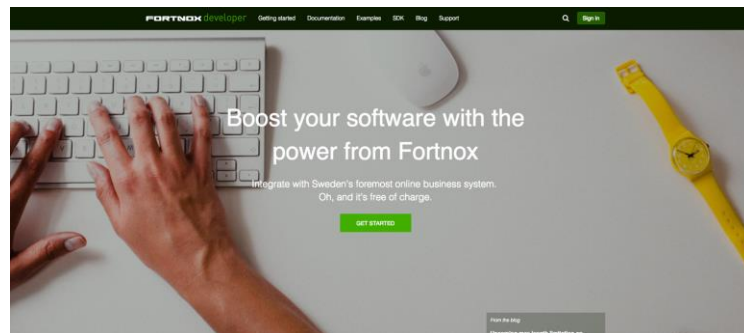 FORTNOX developer
Getting started
Documentation
Examples
SDK
Blog
Support
Sign in
Boost your software with the
power from Fortnox
Integrate with Sweden's foremost online business system.
Oh, and it's free of charge.
GET STARTED
From the blog: